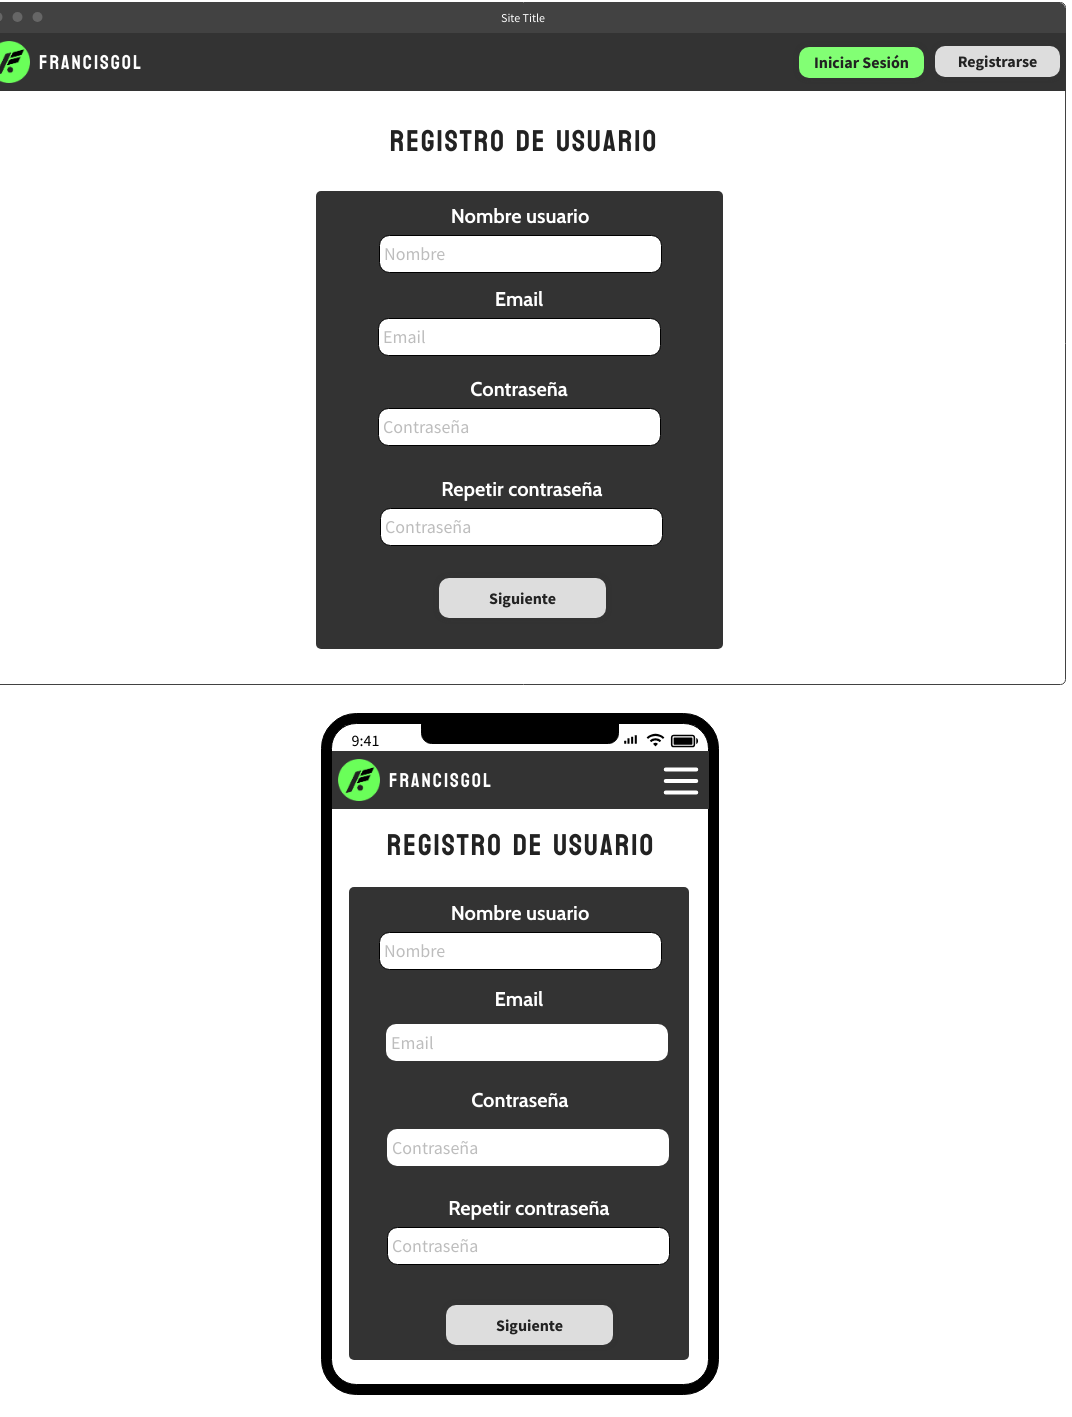 Site Title
FRANCISGOL
Iniciar Sesión
Registrarse
REGISTRO DE USUARIO
Nombre usuario
Nombre
Email
Email
Contraseña
Contraseña
Repetir contraseña
Contraseña
Siguiente
9:41
FRANCISGOL
REGISTRO DE USUARIO
Nombre usuario
Nombre
Email
Email
Contraseña
Contraseña
Repetir contraseña
Contraseña
Siguiente